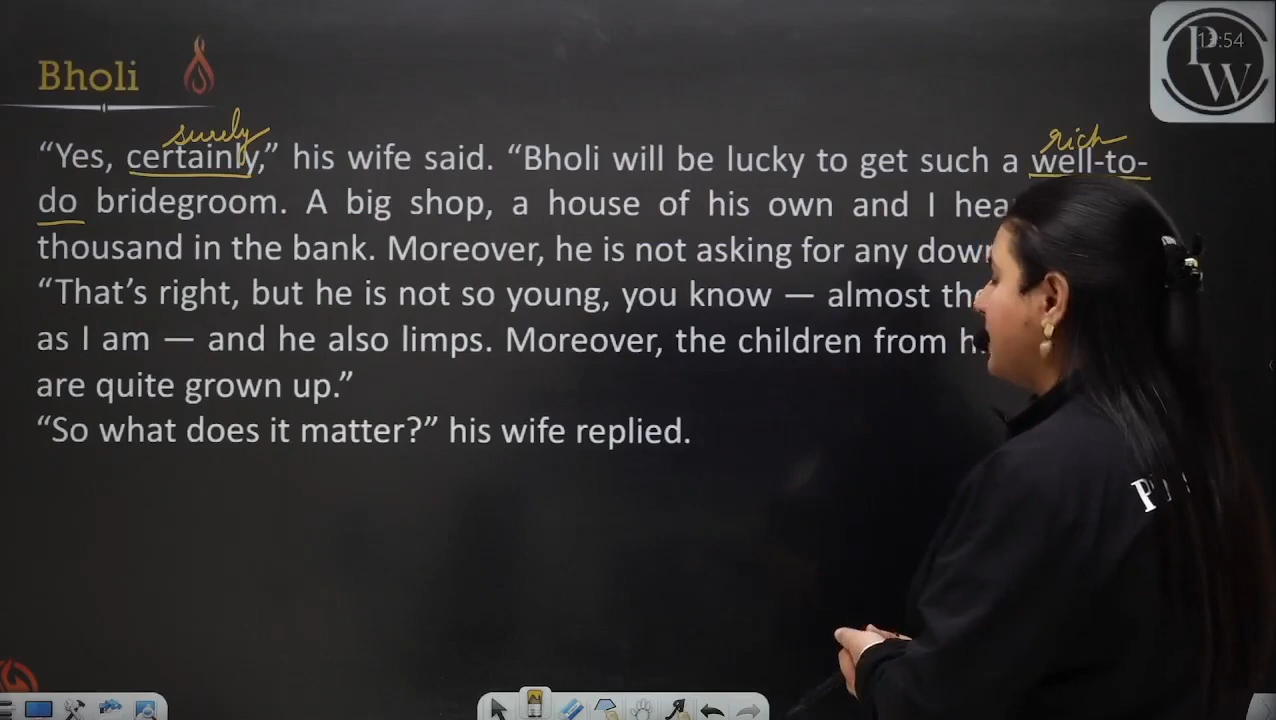 Bholi
13:54
PW
surely
rich
“Yes, certainly,” his wife said. “Bholi will be lucky to get such a well-to-
do bridegroom. A big shop, a house of his own and I
thousand in the bank. Moreover, he is not asking for any
“That’s right, but he is not so young, you know — almost
as I am — and he also limps. Moreover, the children from
are quite grown up.”
“So what does it matter?” his wife replied.